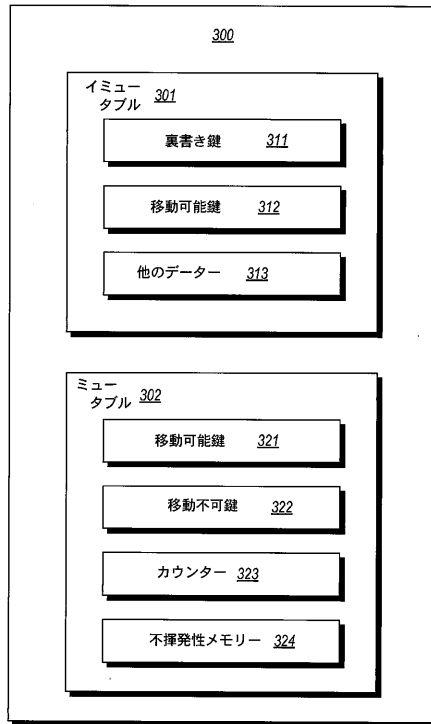 300
イミュー
タブル 301
裏書き鍵 311
移動可能鍵 312
他のデーター 313
ミュー
タブル 302
移動可能鍵 321
移動不可鍵 322
カウンター 323
不揮発性メモリー 324